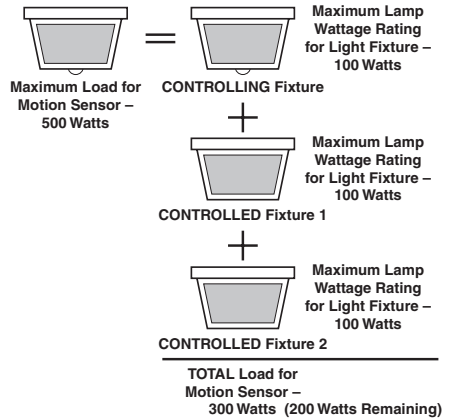 Maximum Load for
Motion Sensor –
500 Watts
=
CONTROLLING Fixture
Maximum Lamp
Wattage Rating
for Light Fixture –
100 Watts
+
CONTROLLED Fixture 1
Maximum Lamp
Wattage Rating
for Light Fixture –
100 Watts
+
CONTROLLED Fixture 2
Maximum Lamp
Wattage Rating
for Light Fixture –
100 Watts
TOTAL Load for
Motion Sensor –
300 Watts (200 Watts Remaining)